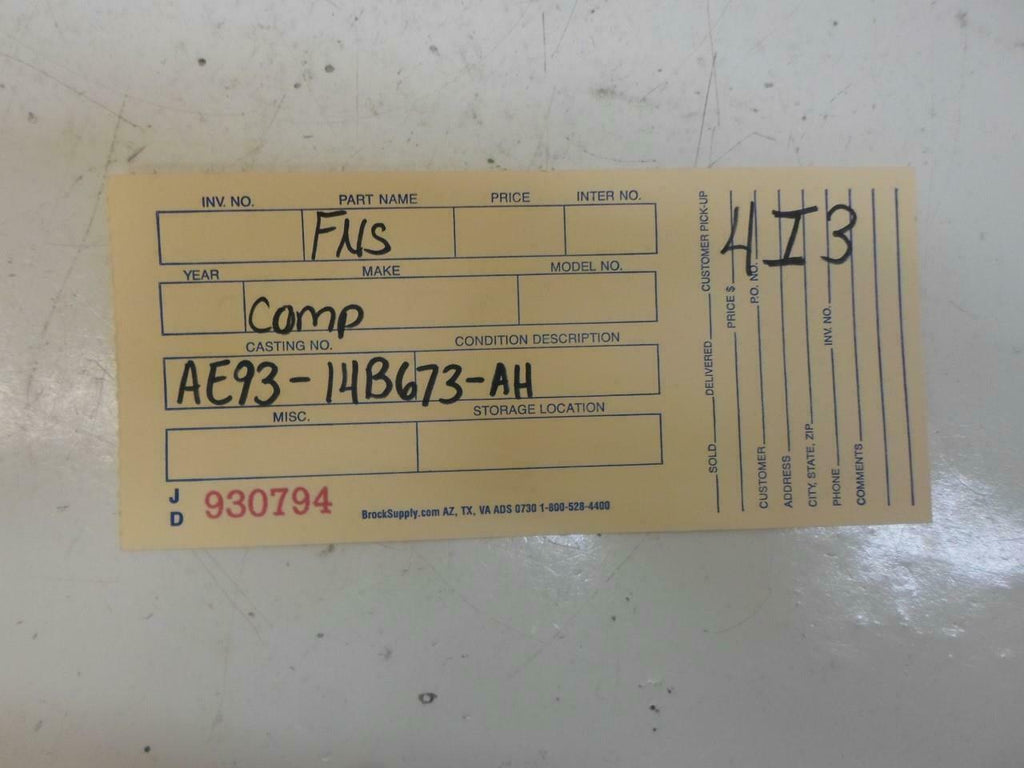 INV. NO. PART NAME PRICE INTER NO.
FNS
YEAR MAKE MODEL NO.
Comp
CASTING NO. CONDITION DESCRIPTION
AE93-14B673-AH
MISC. STORAGE LOCATION
J D 930794
BrockSupply.com AZ, TX, VA ADS 0730 1-800-528-4400
SOLD DELIVERED CUSTOMER PICK-UP
PRICE $
CUSTOMER P.O. NO.
ADDRESS
CITY, STATE, ZIP
PHONE INV. NO.
COMMENTS
4I3